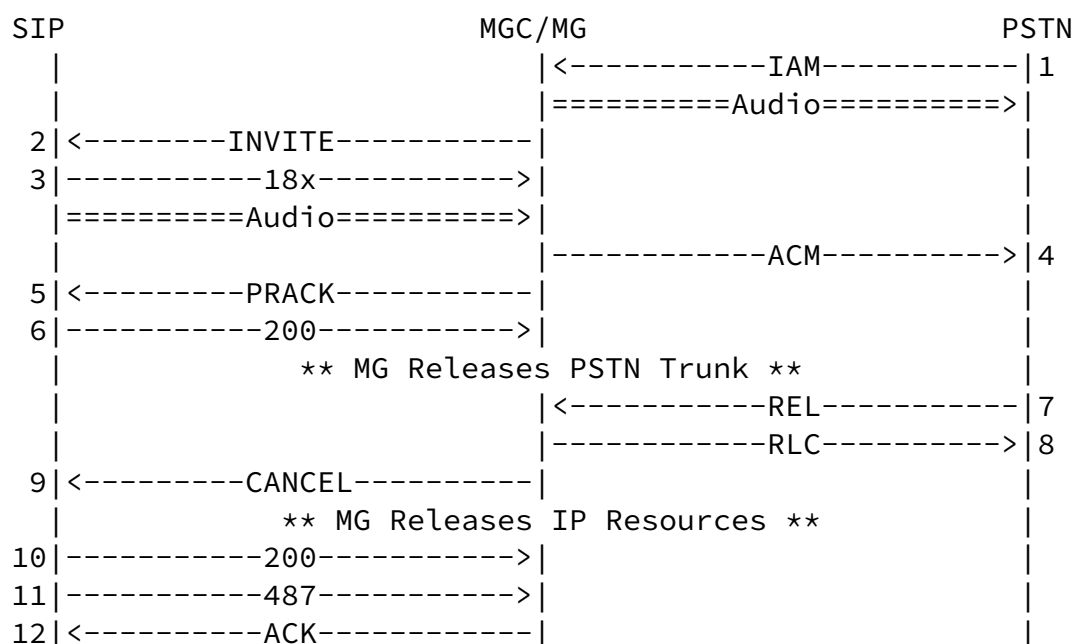 SIP                       MGC/MG                          PSTN
  |                          |<-----------IAM-----------|1
  |                          |==========Audio==========>|
 2|<--------INVITE-----------|                          |
 3|-----------18x----------->|                          |
  |==========Audio==========>|                          |
  |                          |------------ACM---------->|4
 5|<---------PRACK-----------|                          |
 6|-----------200----------->|                          |
  |             ** MG Releases PSTN Trunk **            |
  |                          |<-----------REL-----------|7
  |                          |------------RLC---------->|8
 9|<---------CANCEL----------|                          |
  |            ** MG Releases IP Resources **           |
10|-----------200----------->|                          |
11|-----------487----------->|                          |
12|<----------ACK------------|                          |